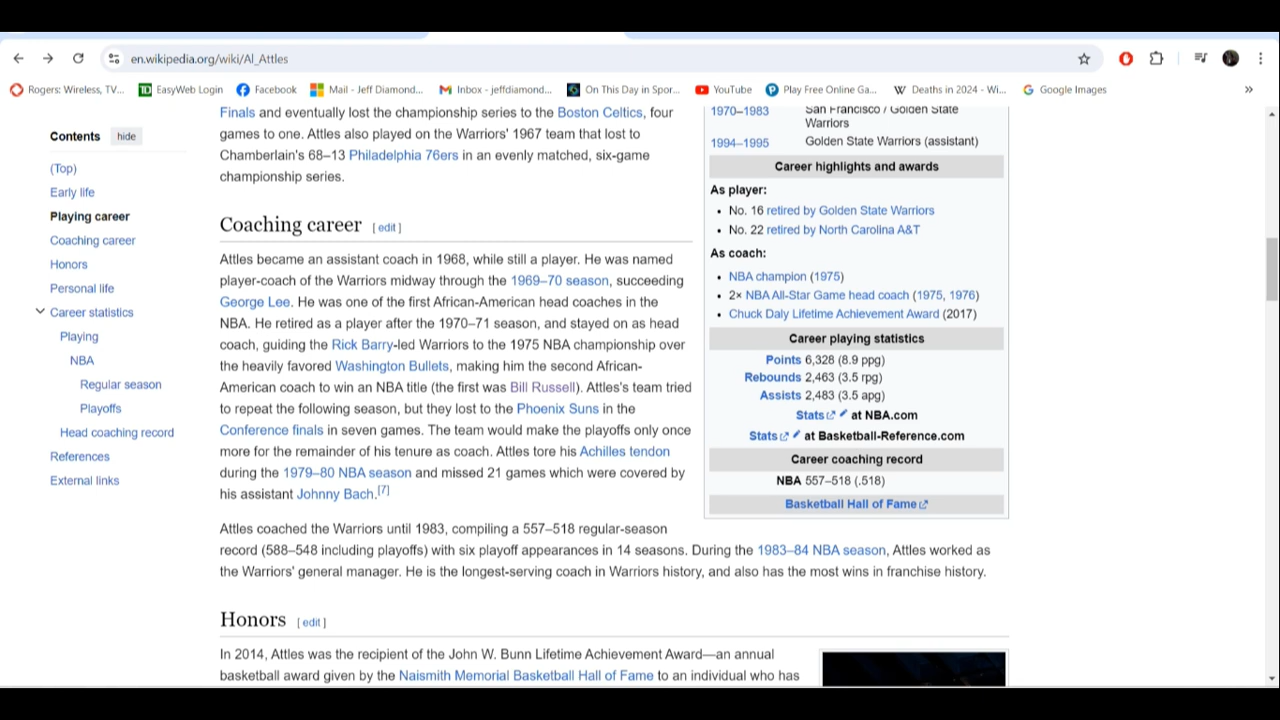 en.wikipedia.org/wiki/Al_Attles
Rogers: Wireless, TV...
EasyWeb Login
Facebook
Mail - Jeff Diamond...
Inbox - jeffdiamond...
On This Day in Spor...
YouTube
Play Free Online Ga...
Deaths in 2024 - Wi...
Google Images
»
Contents hide
(Top)
Early life
Playing career
Coaching career
Honors
Personal life
Career statistics
Playing
NBA
Regular season
Playoffs
Head coaching record
References
External links
Finals and eventually lost the championship series to the Boston Celtics, four
games to one. Attles also played on the Warriors' 1967 team that lost to
Chamberlain's 68–13 Philadelphia 76ers in an evenly matched, six-game
championship series.
Coaching career [ edit ]
Attles became an assistant coach in 1968, while still a player. He was named
player-coach of the Warriors midway through the 1969–70 season, succeeding
George Lee. He was one of the first African-American head coaches in the
NBA. He retired as a player after the 1970–71 season, and stayed on as head
coach, guiding the Rick Barry-led Warriors to the 1975 NBA championship over
the heavily favored Washington Bullets, making him the second African-
American coach to win an NBA title (the first was Bill Russell). Attles's team tried
to repeat the following season, but they lost to the Phoenix Suns in the
Conference finals in seven games. The team would make the playoffs only once
more for the remainder of his tenure as coach. Attles tore his Achilles tendon
during the 1979–80 NBA season and missed 21 games which were covered by
his assistant Johnny Bach.[7]
Attles coached the Warriors until 1983, compiling a 557–518 regular-season
record (588–548 including playoffs) with six playoff appearances in 14 seasons. During the 1983–84 NBA season, Attles worked as
the Warriors' general manager. He is the longest-serving coach in Warriors history, and also has the most wins in franchise history.
Honors [ edit ]
In 2014, Attles was the recipient of the John W. Bunn Lifetime Achievement Award—an annual
basketball award given by the Naismith Memorial Basketball Hall of Fame to an individual who has
1970–1983 San Francisco / Golden State
Warriors
1994–1995 Golden State Warriors (assistant)
Career highlights and awards
As player:
• No. 16 retired by Golden State Warriors
• No. 22 retired by North Carolina A&T
As coach:
• NBA champion (1975)
• 2× NBA All-Star Game head coach (1975, 1976)
• Chuck Daly Lifetime Achievement Award (2017)
Career playing statistics
Points 6,328 (8.9 ppg)
Rebounds 2,463 (3.5 rpg)
Assists 2,483 (3.5 apg)
Stats at NBA.com
Stats at Basketball-Reference.com
Career coaching record
NBA 557–518 (.518)
Basketball Hall of Fame